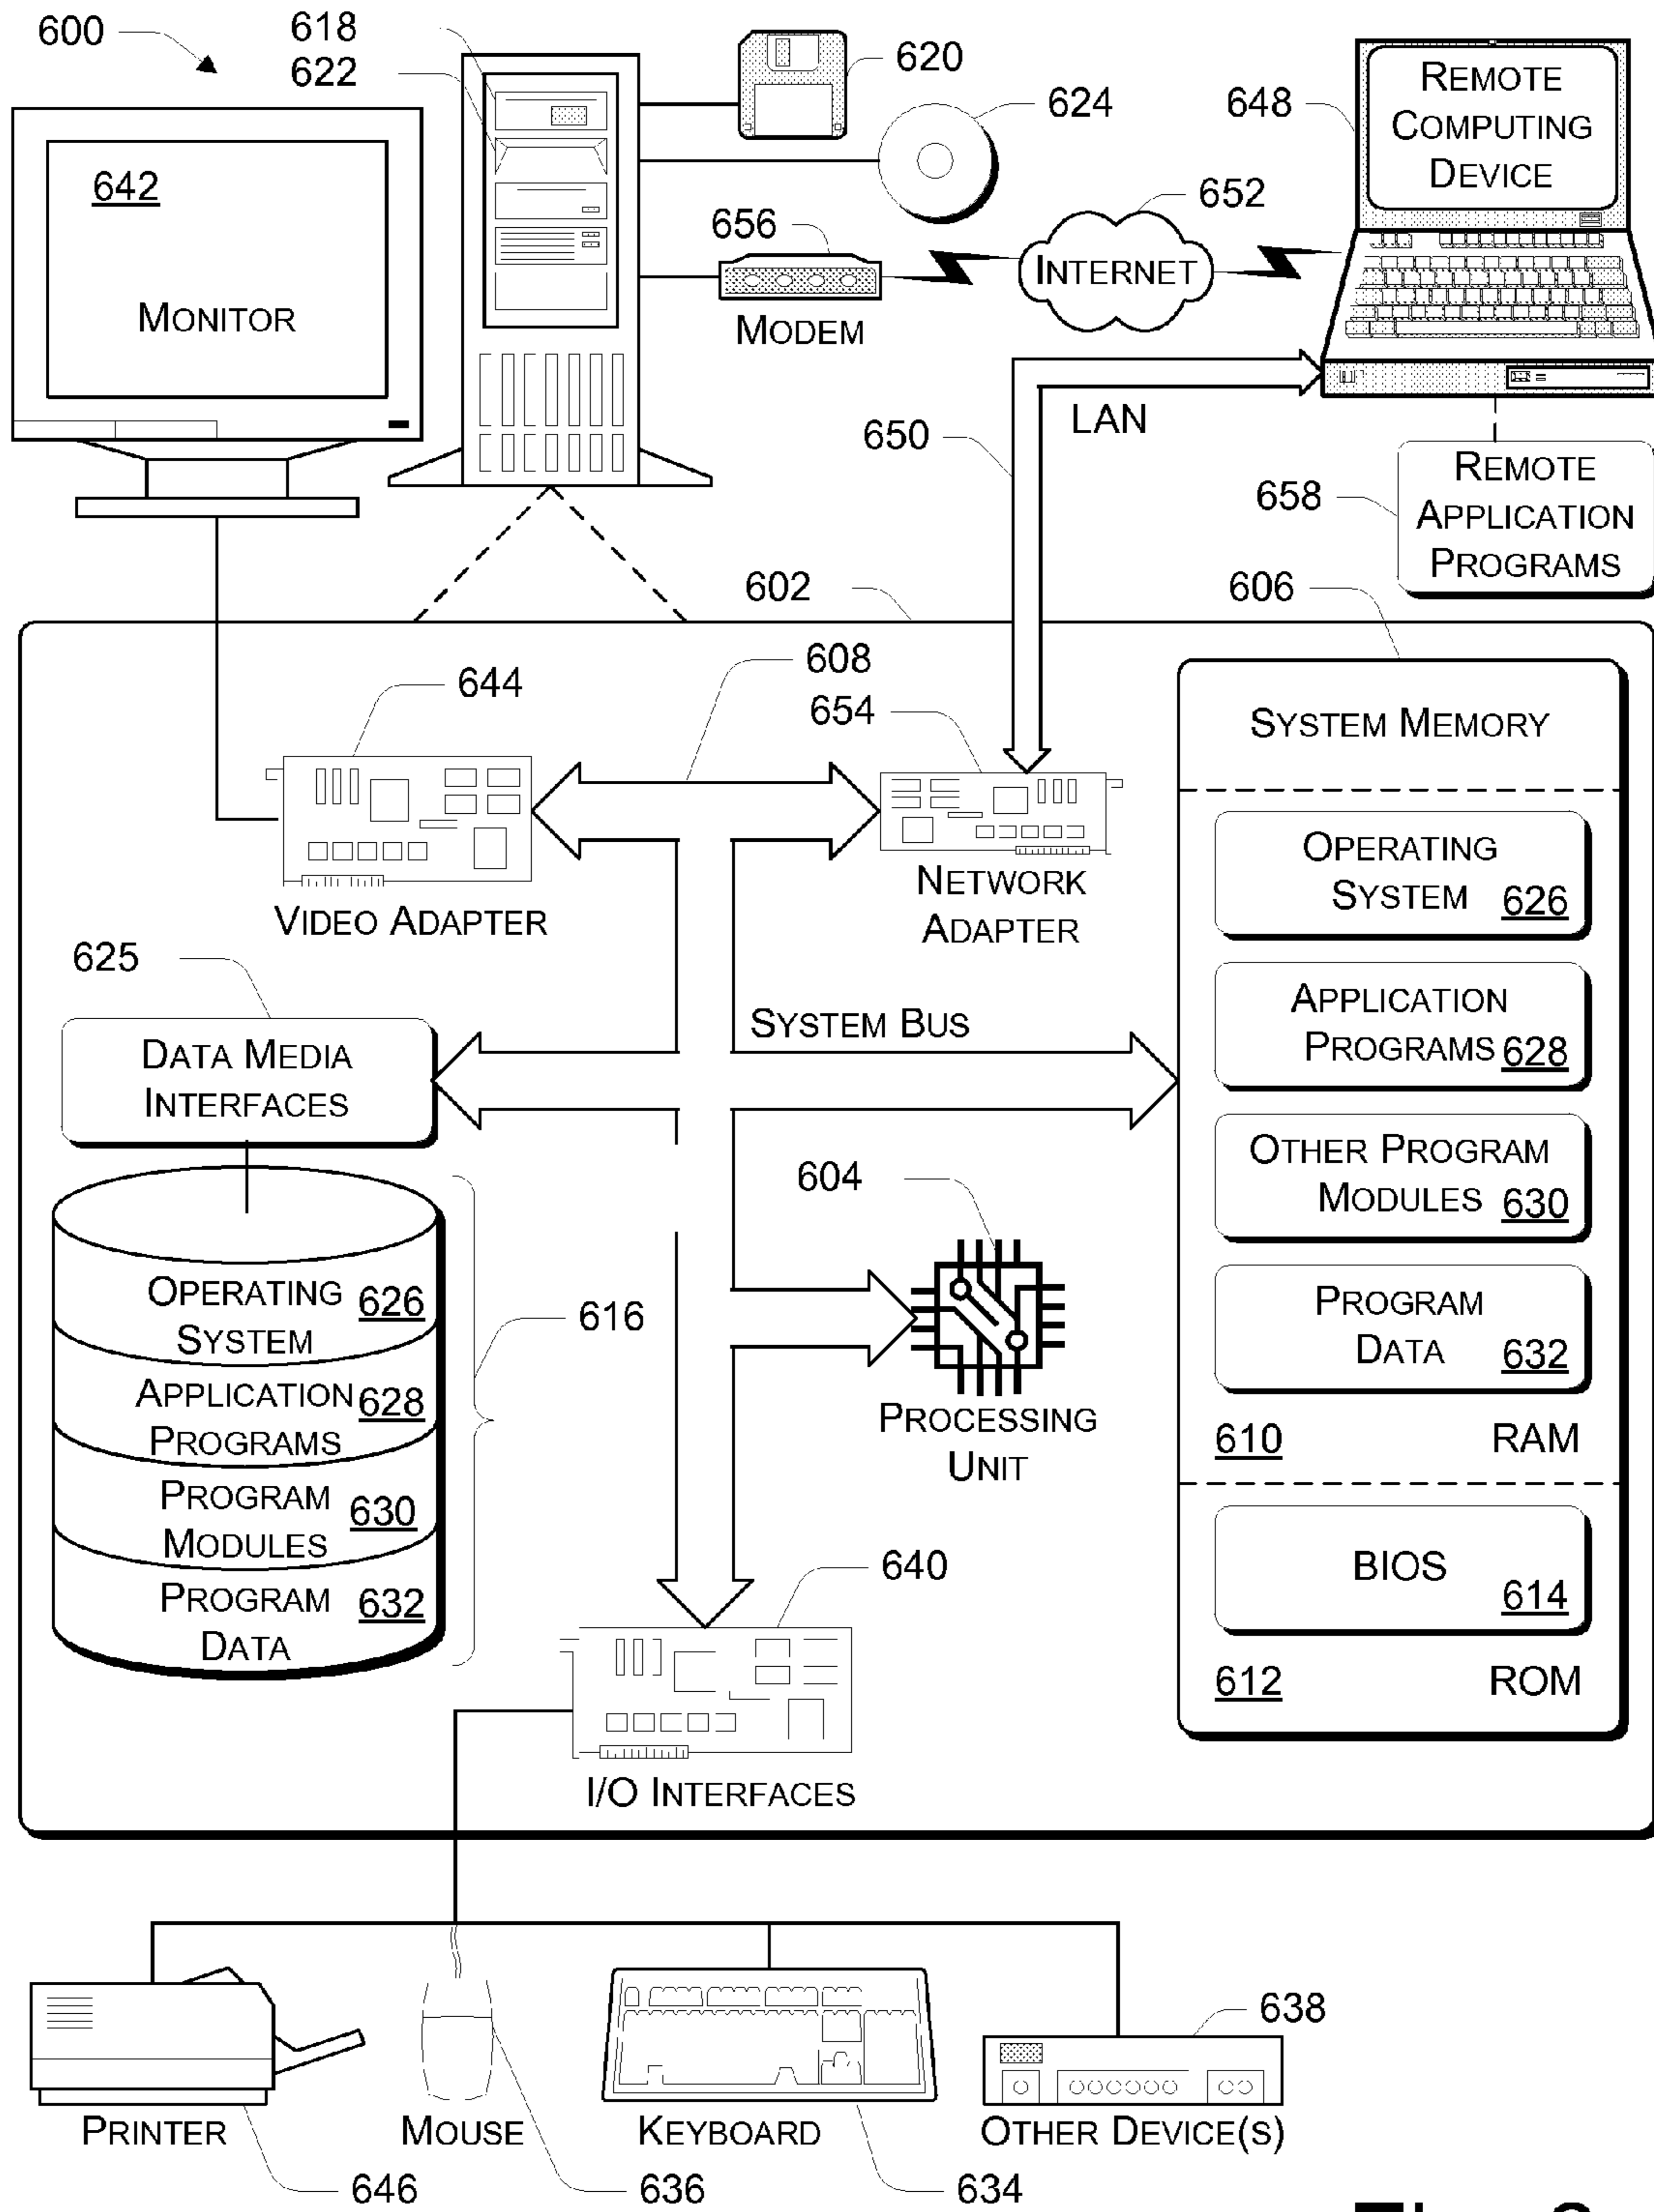 600
618
622
620
624
648
REMOTE
COMPUTING
DEVICE
642
MONITOR
656
MODEM
652
INTERNET
LAN
650
658
REMOTE
APPLICATION
PROGRAMS
602
606
608
644
654
VIDEO ADAPTER
NETWORK
ADAPTER
SYSTEM MEMORY
OPERATING
SYSTEM 626
APPLICATION
PROGRAMS 628
OTHER PROGRAM
MODULES 630
PROGRAM
DATA 632
610 RAM
BIOS
614
612 ROM
625
DATA MEDIA
INTERFACES
SYSTEM BUS
604
PROCESSING
UNIT
OPERATING 626
SYSTEM
APPLICATION 628
PROGRAMS
PROGRAM 630
MODULES
PROGRAM 632
DATA
616
640
I/O INTERFACES
638
PRINTER
MOUSE
KEYBOARD
OTHER DEVICE(S)
646
636
634